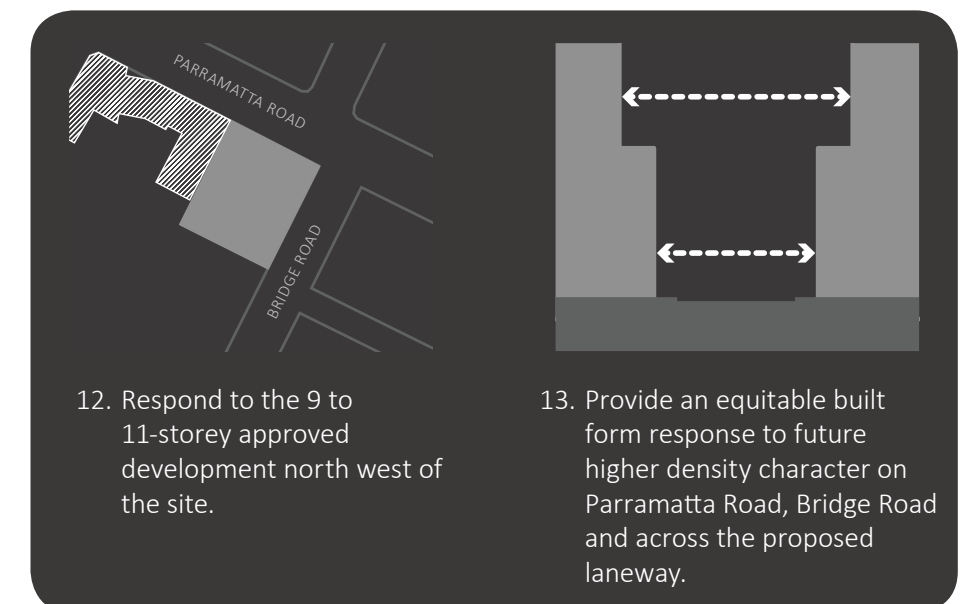 PARRAMATTA ROAD
BRIDGE ROAD
12. Respond to the 9 to
11-storey approved
development north west of
the site.
13. Provide an equitable built
form response to future
higher density character on
Parramatta Road, Bridge Road
and across the proposed
laneway.